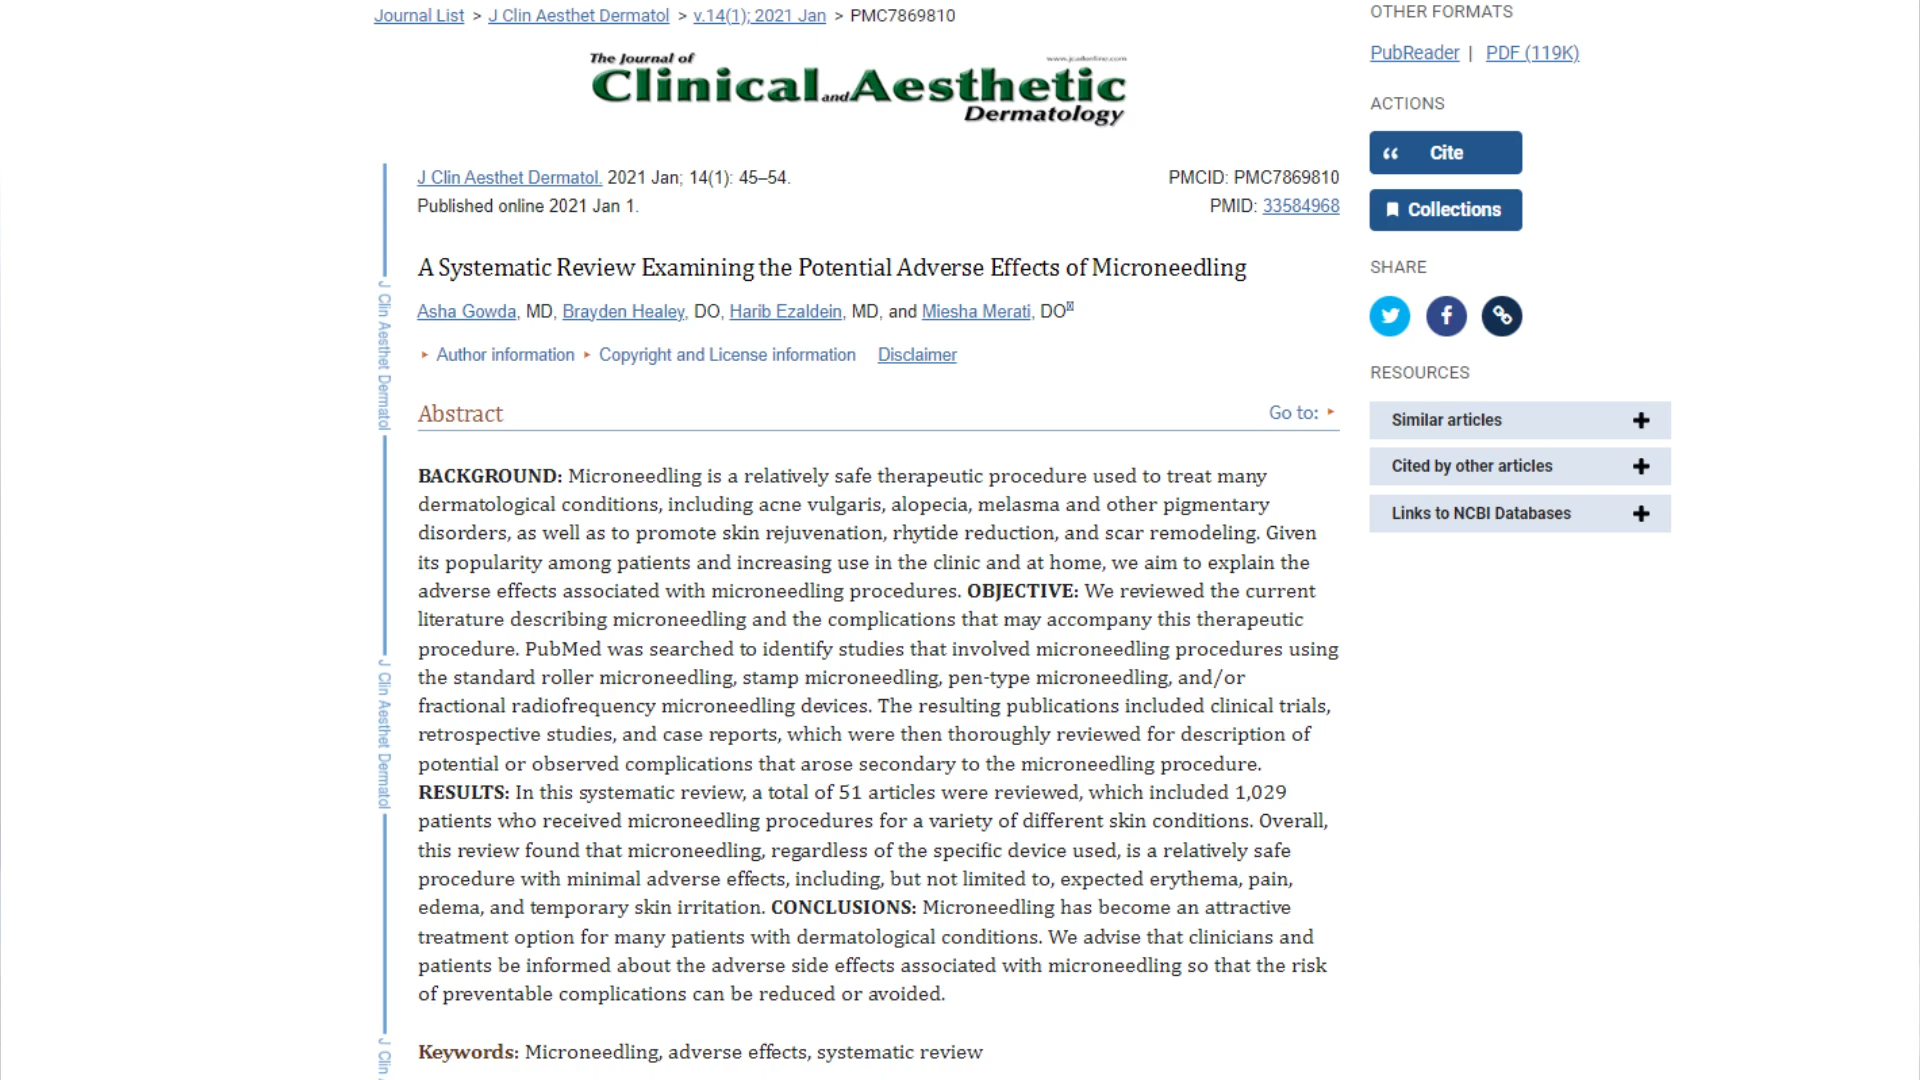 Journal List > J Clin Aesthet Dermatol > v.14(1); 2021 Jan > PMC7869810
The Journal of
www.jcadonline.com
Clinical and Aesthetic
Dermatology
J Clin Aesthet Dermatol. 2021 Jan; 14(1): 45–54.
Published online 2021 Jan 1.
PMCID: PMC7869810
PMID: 33584968
A Systematic Review Examining the Potential Adverse Effects of Microneedling
Asha Gowda, MD, Brayden Healey, DO, Harib Ezaldein, MD, and Miesha Merati, DO
Author information Copyright and License information Disclaimer
Abstract
Go to:
BACKGROUND: Microneedling is a relatively safe therapeutic procedure used to treat many
dermatological conditions, including acne vulgaris, alopecia, melasma and other pigmentary
disorders, as well as to promote skin rejuvenation, rhytide reduction, and scar remodeling. Given
its popularity among patients and increasing use in the clinic and at home, we aim to explain the
adverse effects associated with microneedling procedures. OBJECTIVE: We reviewed the current
literature describing microneedling and the complications that may accompany this therapeutic
procedure. PubMed was searched to identify studies that involved microneedling procedures using
the standard roller microneedling, stamp microneedling, pen-type microneedling, and/or
fractional radiofrequency microneedling devices. The resulting publications included clinical trials,
retrospective studies, and case reports, which were then thoroughly reviewed for description of
potential or observed complications that arose secondary to the microneedling procedure.
RESULTS: In this systematic review, a total of 51 articles were reviewed, which included 1,029
patients who received microneedling procedures for a variety of different skin conditions. Overall,
this review found that microneedling, regardless of the specific device used, is a relatively safe
procedure with minimal adverse effects, including, but not limited to, expected erythema, pain,
edema, and temporary skin irritation. CONCLUSIONS: Microneedling has become an attractive
treatment option for many patients with dermatological conditions. We advise that clinicians and
patients be informed about the adverse side effects associated with microneedling so that the risk
of preventable complications can be reduced or avoided.
Keywords: Microneedling, adverse effects, systematic review
J Clin Aesthet Dermatol
J Clin Aesthet Dermatol
J Clin
OTHER FORMATS
PubReader | PDF (119K)
ACTIONS
Cite
Collections
SHARE
RESOURCES
Similar articles
Cited by other articles
Links to NCBI Databases